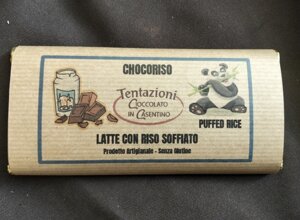 CHOCORISO
Tentazioni
CIOCCOLATO
IN CASENTINO
PUFFED RICE
LATTE CON RISO SOFFIATO
Prodotto Artigianale - Senza Glutine